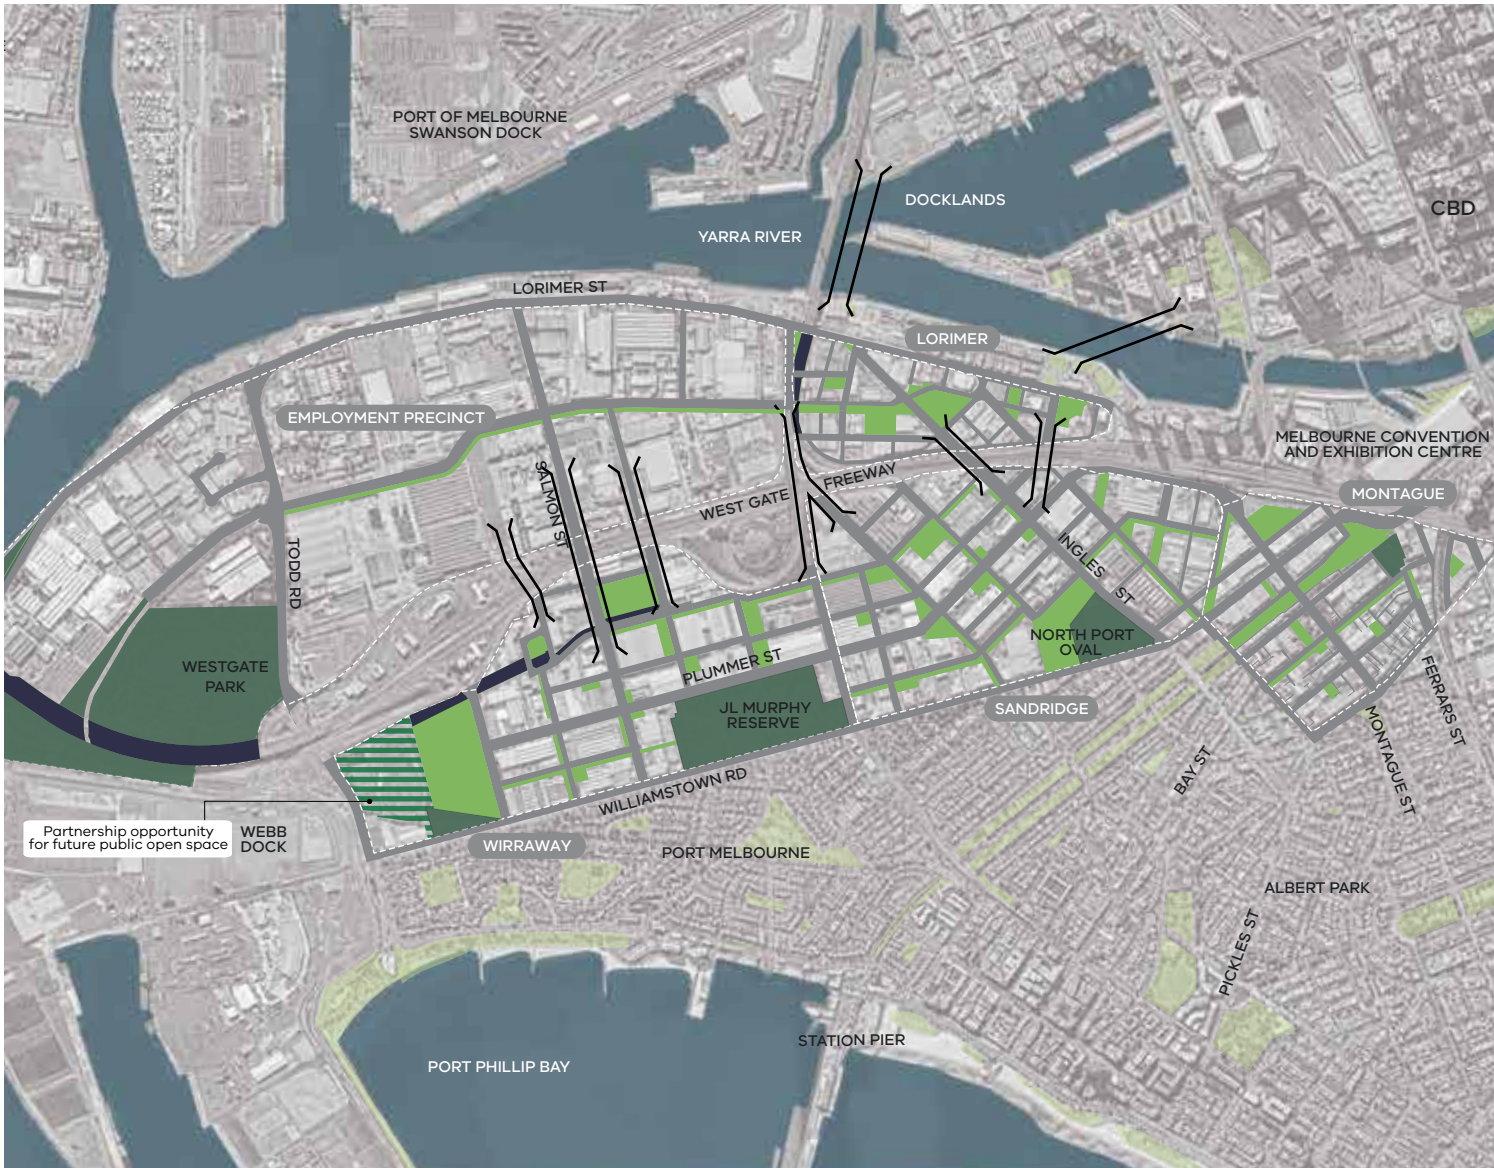 PORT OF MELBOURNE
SWANSON DOCK
DOCKLANDS
CBD
YARRA RIVER
LORIMER ST
LORIMER
EMPLOYMENT PRECINCT
MELBOURNE CONVENTION
AND EXHIBITION CENTRE
SALMON ST
WEST GATE FREEWAY
MONTAGUE
TODD RD
INGLES ST
NORTH PORT
OVAL
WESTGATE
PARK
PLUMMER ST
FERRARS ST
JL MURPHY
RESERVE
SANDRIDGE
MONTAGUE ST
BAY ST
WILLIAMSTOWN RD
Partnership opportunity
for future public open space
WEBB
DOCK
WIRRAWAY
PORT MELBOURNE
ALBERT PARK
PICKLES ST
STATION PIER
PORT PHILLIP BAY